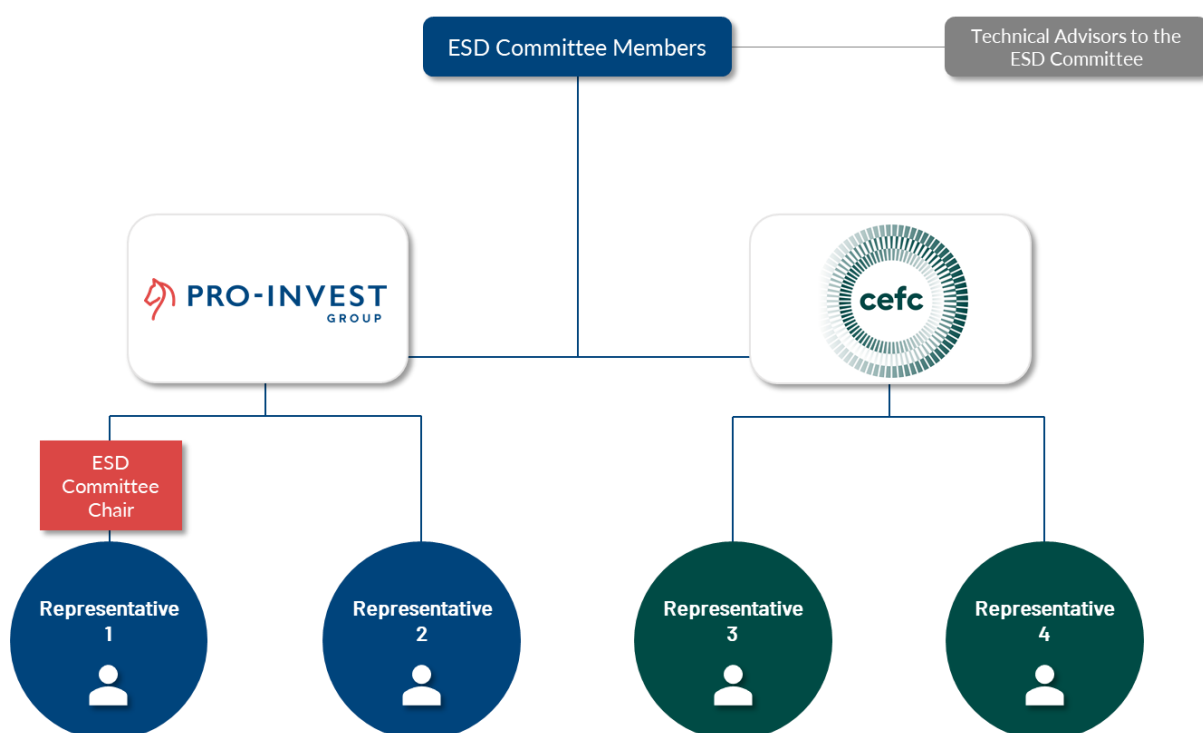 ESD Committee Members
Technical Advisors to the
ESD Committee
PRO-INVEST
GROUP
cefc
ESD
Committee
Chair
Representative
1
Representative
2
Representative
3
Representative
4